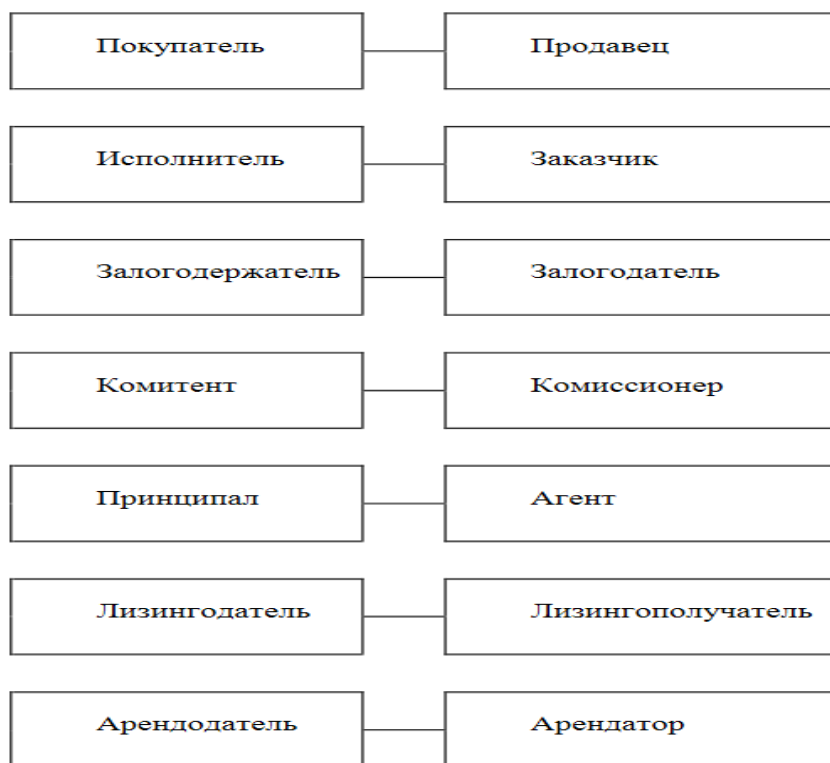 Покупатель Продавец
Исполнитель Заказчик
Залогодержатель Залогодатель
Комитент Комиссионер
Принципал Агент
Лизингодатель Лизингополучатель
Арендодатель Арендатор